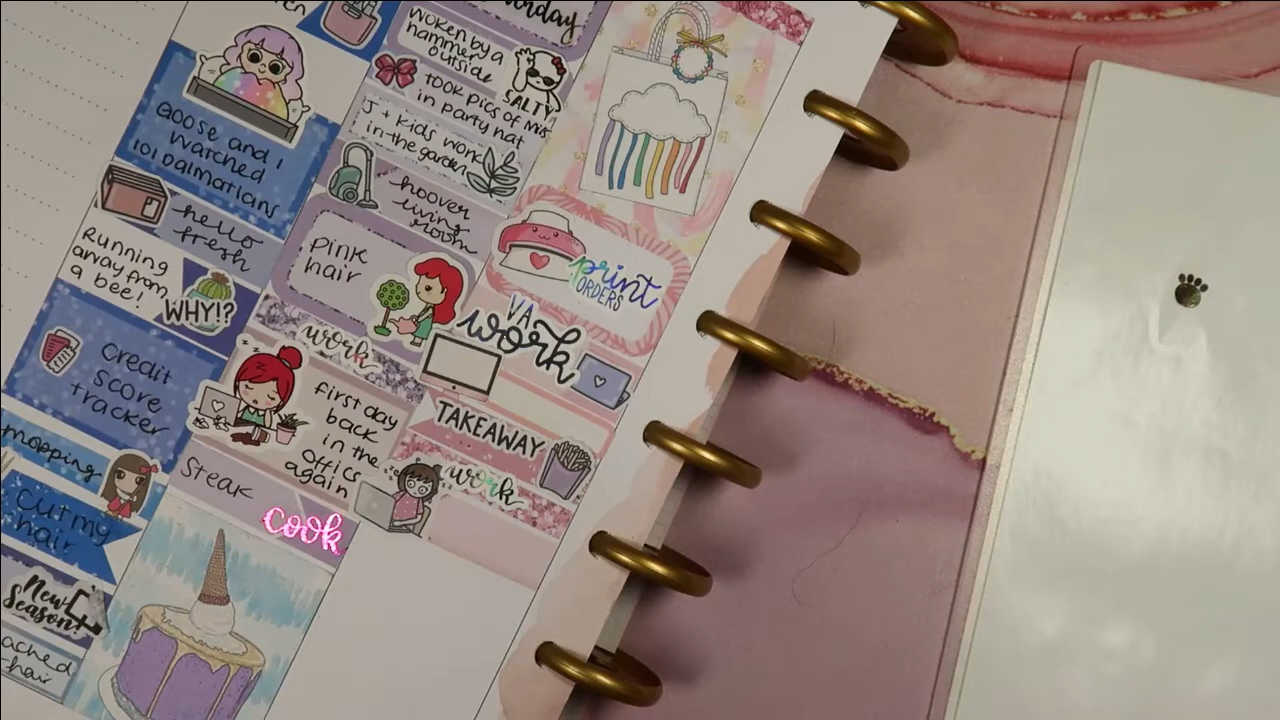 GOOSE and I
watched
101 Dalmatians
hello
fresh
Running
away from
a bee!
WHY!?
Credit
Score
tracker
mopping
Cut my
hair
New
Season!
woken by a
hammer
outside
SALTY
took pics of
in party hat
J + kids work
in the garden
hoover
living
room
Pink
hair
work
z
first day
back
in the
office
again
Steak
cook
print
ORDERS
VA
work
TAKEAWAY
work